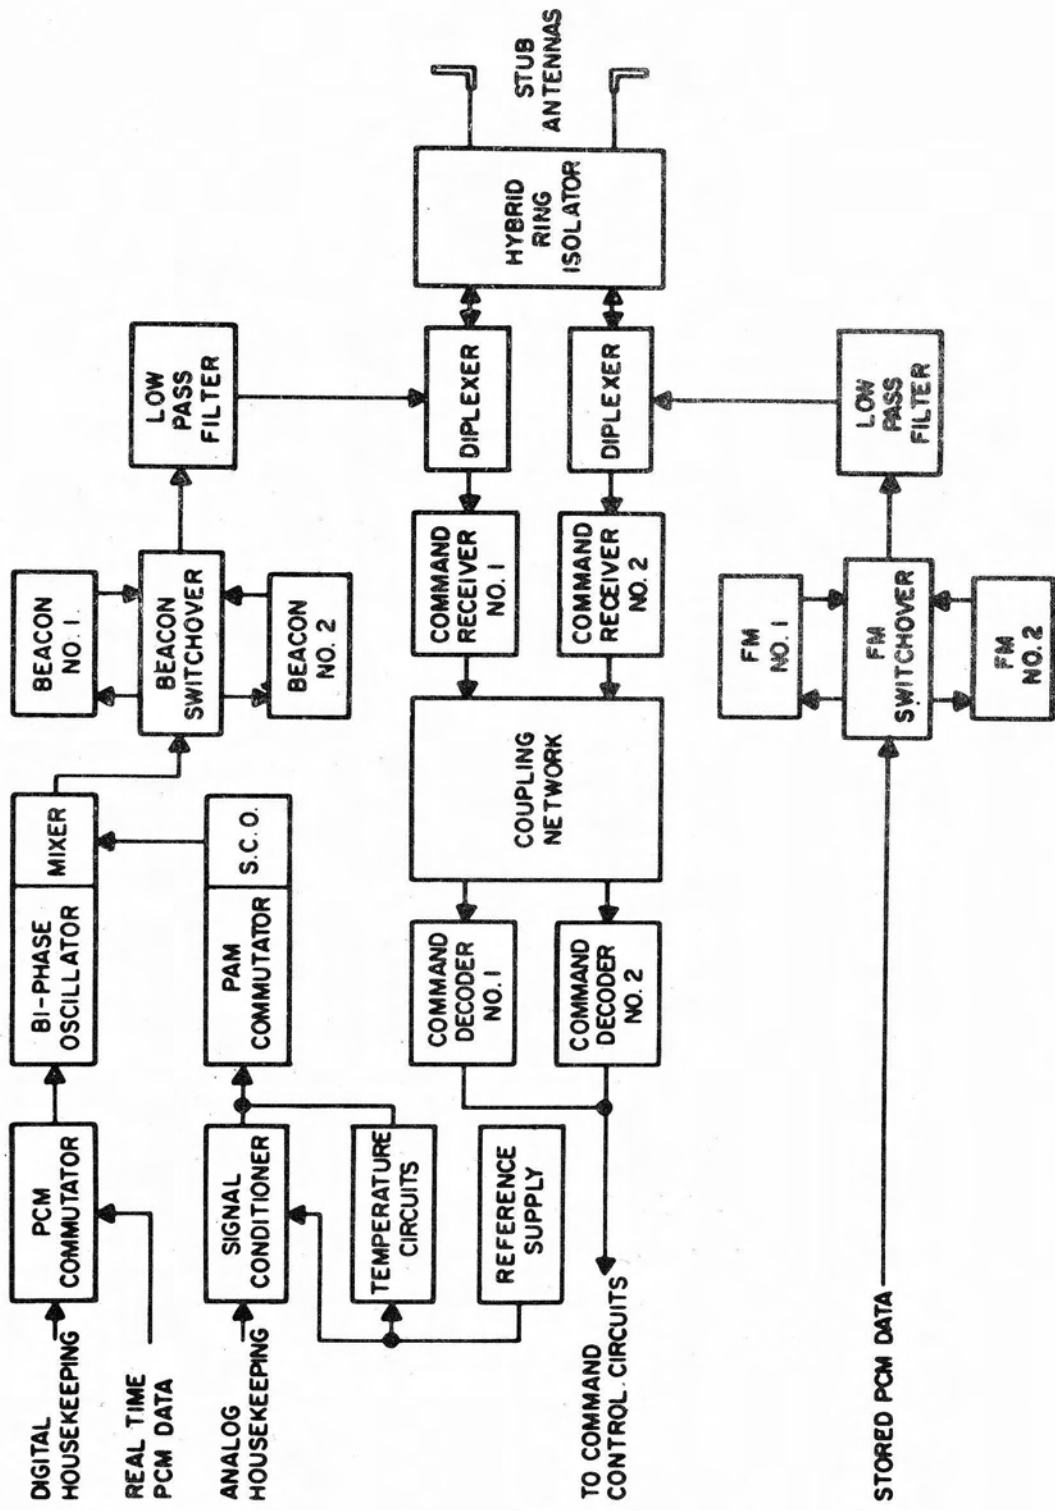 DIGITAL
HOUSEKEEPING
REAL TIME
PCM DATA
PCM
COMMUTATOR
BI-PHASE
OSCILLATOR
MIXER
BEACON
NO. 1.
BEACON
SWITCHOVER
BEACON
NO. 2
LOW
PASS
FILTER
ANALOG
HOUSEKEEPING
SIGNAL
CONDITIONER
PAM
COMMUTATOR
S.C.O.
TEMPERATURE
CIRCUITS
REFERENCE
SUPPLY
COMMAND
DECODER
NO. 1
COMMAND
DECODER
NO. 2
COUPLING
NETWORK
COMMAND
RECEIVER
NO. 1
COMMAND
RECEIVER
NO. 2
DIPLEXER
DIPLEXER
HYBRID
RING
ISOLATOR
STUB
ANTENNAS
TO COMMAND
CONTROL.CIRCUITS
STORED PCM DATA
FM
NO. 1
FM
SWITCHOVER
FM
NO. 2
LOW
PASS
FILTER